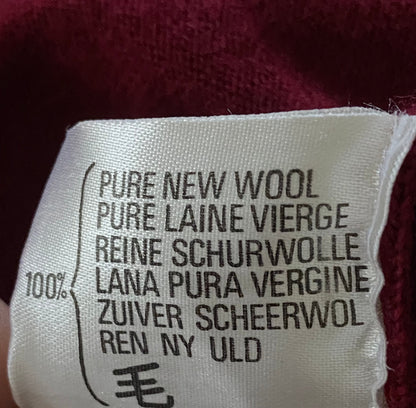 PURE NEW WOOL
PURE LAINE VIERGE
REINE SCHURWOLLE
100% LANA PURA VERGINE
ZUIVER SCHEERWOL
REN NY ULD
毛